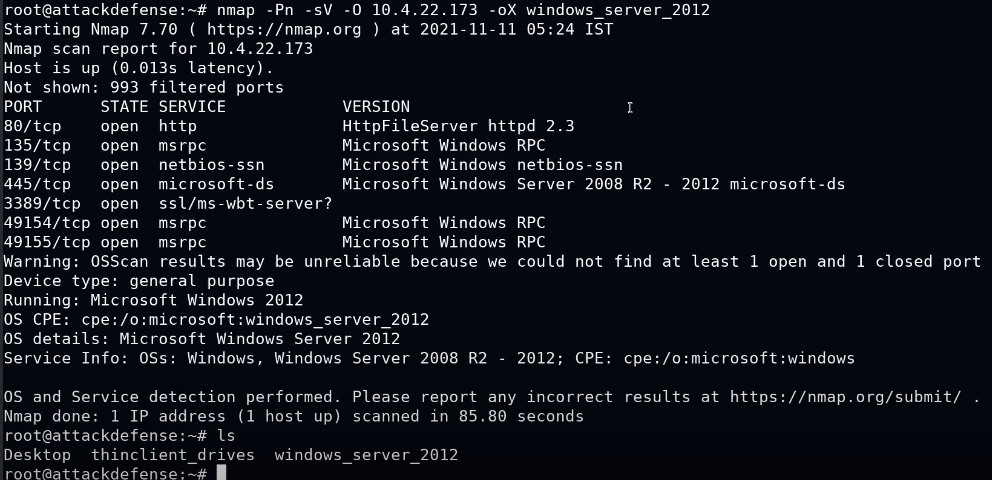 root@attackdefense:~# nmap -Pn -sV -O 10.4.22.173 -oX windows_server_2012
Starting Nmap 7.70 ( https://nmap.org ) at 2021-11-11 05:24 IST
Nmap scan report for 10.4.22.173
Host is up (0.013s latency).
Not shown: 993 filtered ports
PORT      STATE SERVICE            VERSION
80/tcp    open  http               HttpFileServer httpd 2.3
135/tcp   open  msrpc              Microsoft Windows RPC
139/tcp   open  netbios-ssn        Microsoft Windows netbios-ssn
445/tcp   open  microsoft-ds       Microsoft Windows Server 2008 R2 - 2012 microsoft-ds
3389/tcp  open  ssl/ms-wbt-server?
49154/tcp open  msrpc              Microsoft Windows RPC
49155/tcp open  msrpc              Microsoft Windows RPC
Warning: OSScan results may be unreliable because we could not find at least 1 open and 1 closed port
Device type: general purpose
Running: Microsoft Windows 2012
OS CPE: cpe:/o:microsoft:windows_server_2012
OS details: Microsoft Windows Server 2012
Service Info: OSs: Windows, Windows Server 2008 R2 - 2012; CPE: cpe:/o:microsoft:windows

OS and Service detection performed. Please report any incorrect results at https://nmap.org/submit/ .
Nmap done: 1 IP address (1 host up) scanned in 85.80 seconds
root@attackdefense:~# ls
Desktop  thinclient_drives  windows_server_2012
root@attackdefense:~#